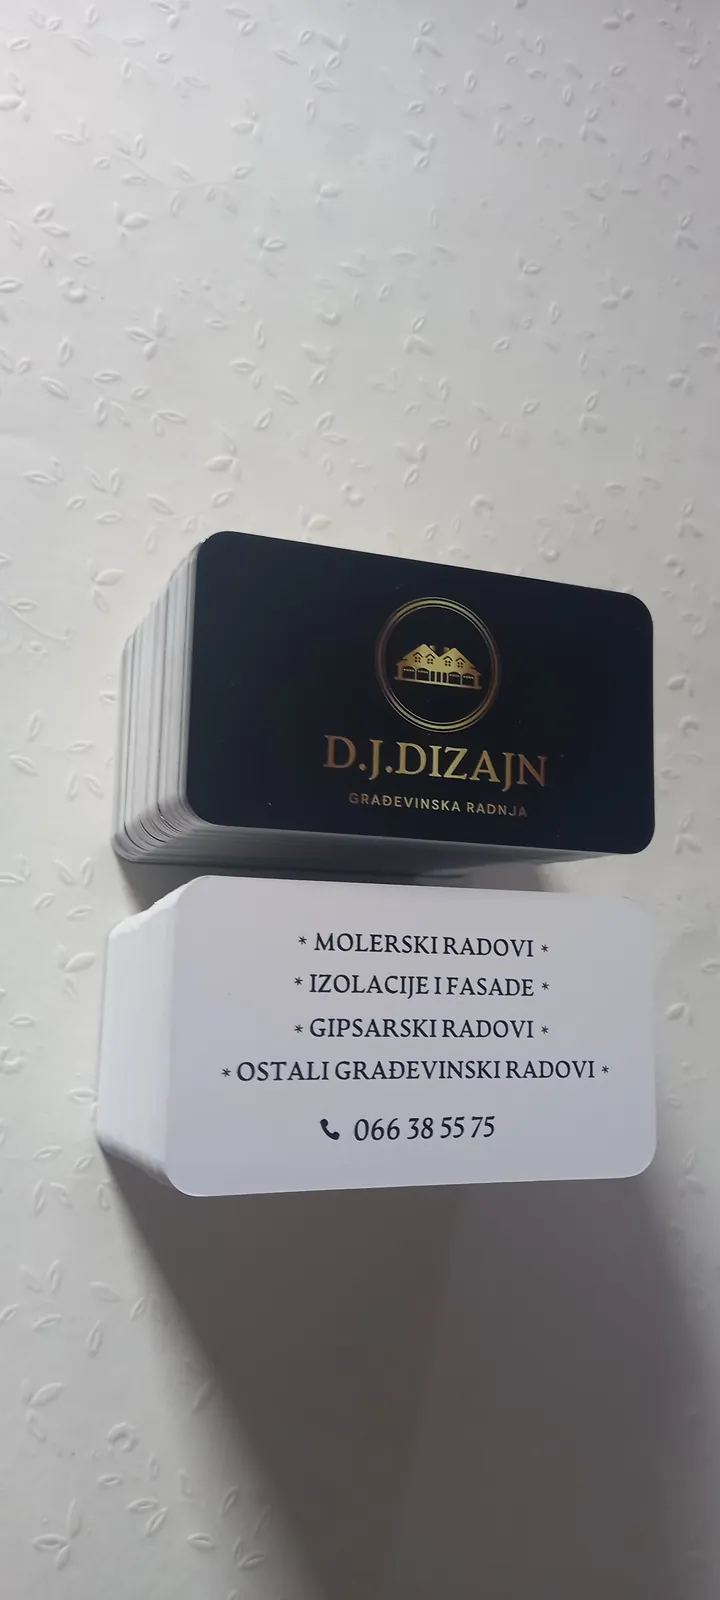 D.J.DIZAJN
GRAĐEVINSKA RADNJA
* MOLERSKI RADOVI *
* IZOLACIJE I FASADE *
* GIPSARSKI RADOVI *
* OSTALI GRAĐEVINSKI RADOVI *
066 38 55 75